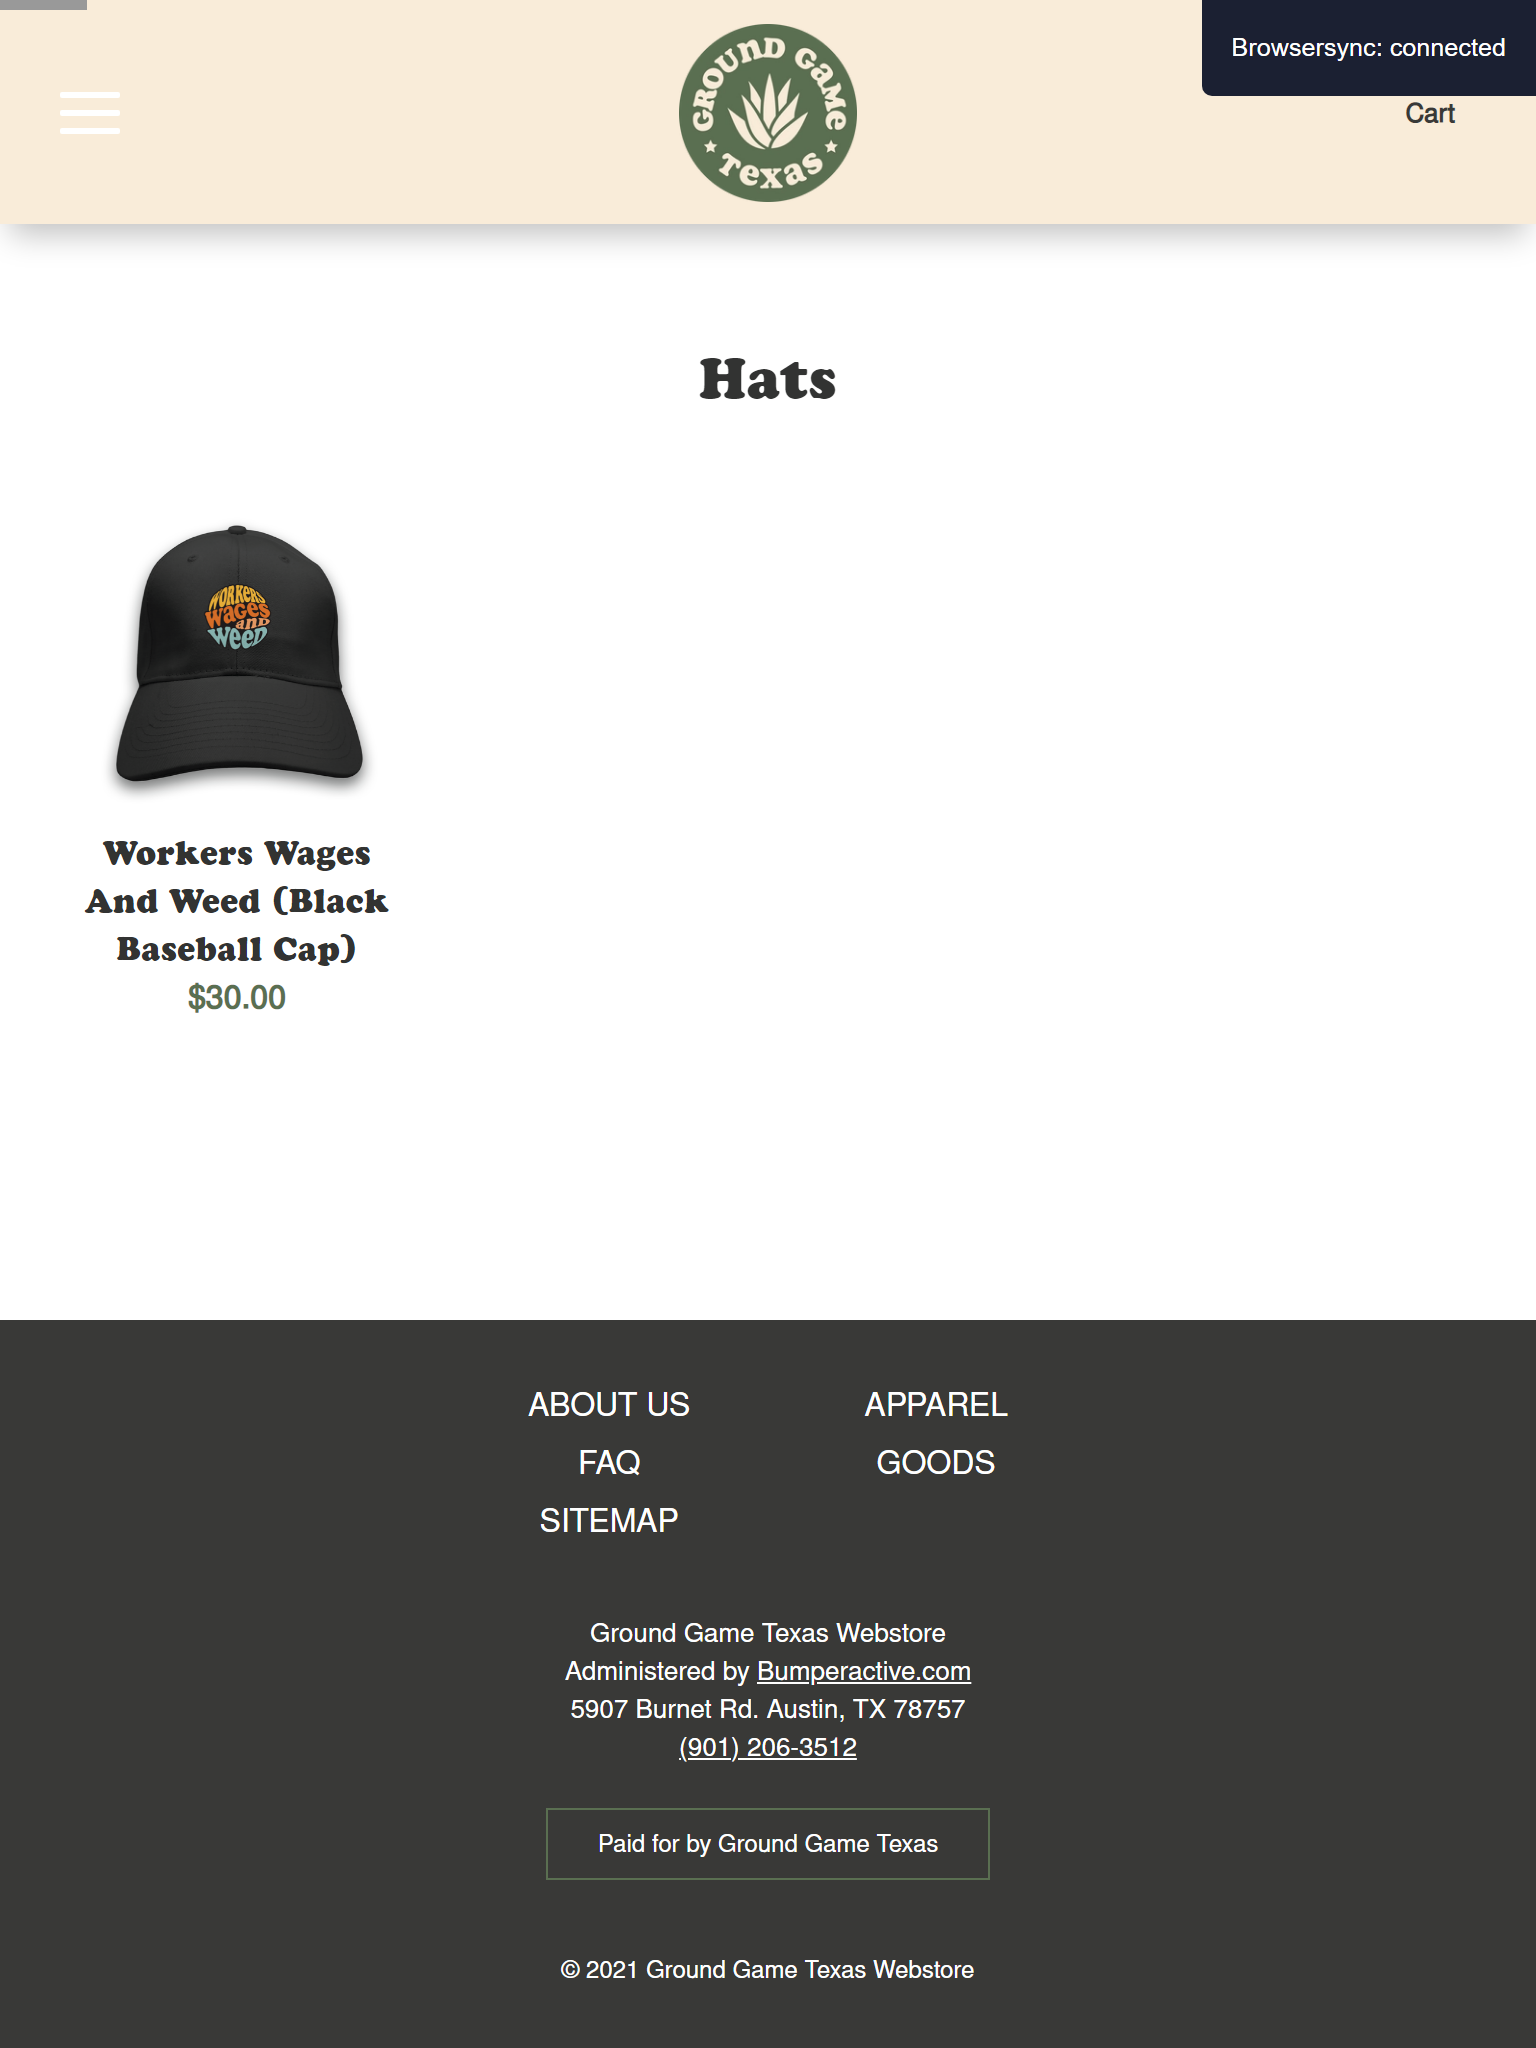 GROUND GAME
TEXAS
Browsersync: connected
Cart
Hats
WORKERS
WAGES
AND
WEED
Workers Wages
And Weed (Black
Baseball Cap)
$30.00
ABOUT US
APPAREL
FAQ
GOODS
SITEMAP
Ground Game Texas Webstore
Administered by Bumperactive.com
5907 Burnet Rd. Austin, TX 78757
(901) 206-3512
Paid for by Ground Game Texas
© 2021 Ground Game Texas Webstore